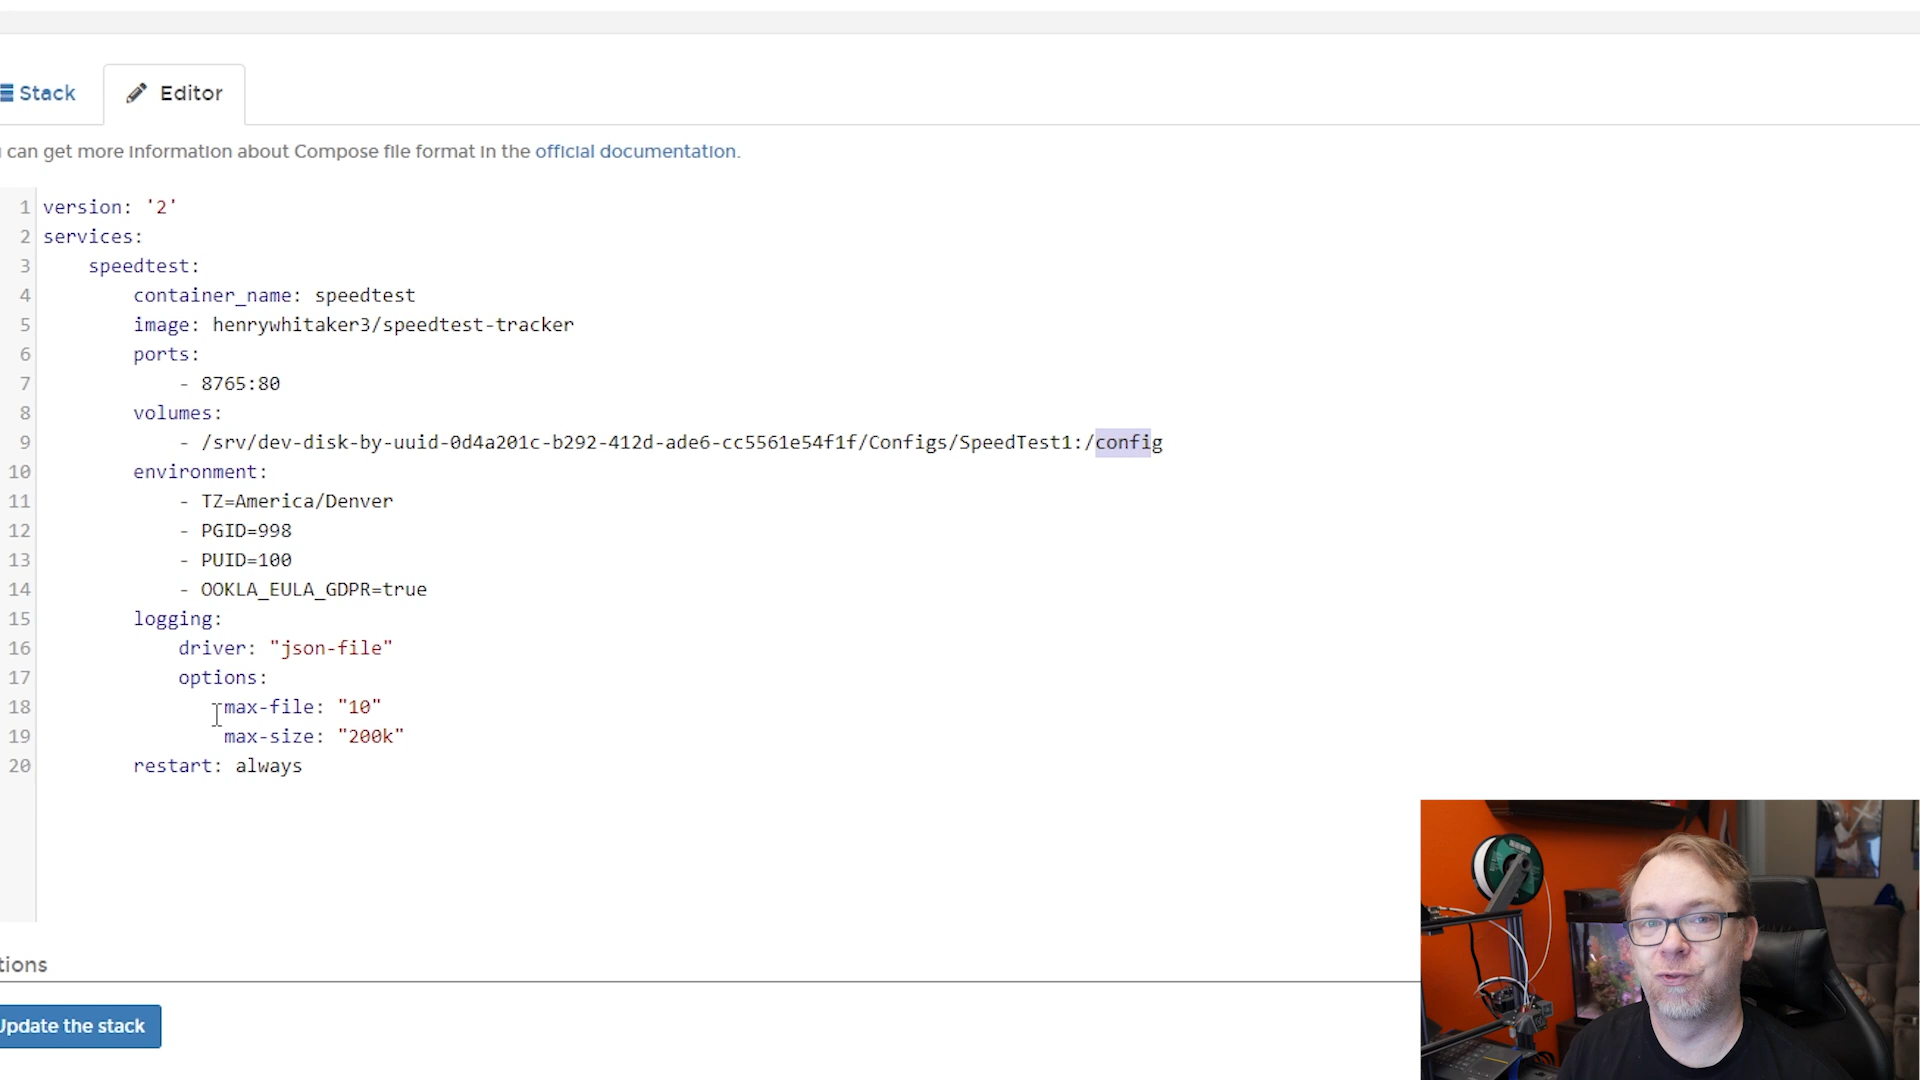 Stack
Editor
can get more information about Compose file format in the official documentation.
1 version: '2'
2 services:
3 speedtest:
4 container_name: speedtest
5 image: henrywhitaker3/speedtest-tracker
6 ports:
7 - 8765:80
8 volumes:
9 - /srv/dev-disk-by-uuid-0d4a201c-b292-412d-ade6-cc5561e54f1f/Configs/SpeedTest1:/config
10 environment:
11 - TZ=America/Denver
12 - PGID=998
13 - PUID=100
14 - OOKLA_EULA_GDPR=true
15 logging:
16 driver: "json-file"
17 options:
18 max-file: "10"
19 max-size: "200k"
20 restart: always
tions
Update the stack